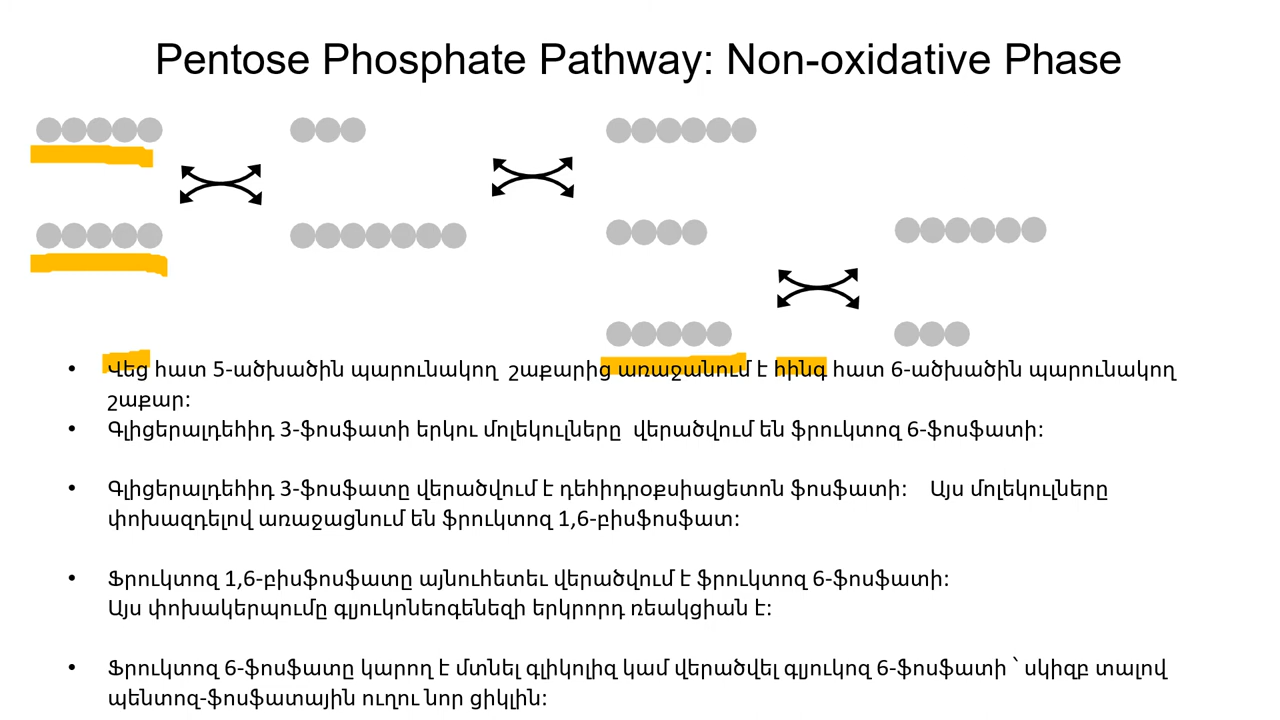 Pentose Phosphate Pathway: Non-oxidative Phase
• Վեց հատ 5-ածխածին պարունակող շաքարից առաջանում է հինգ հատ 6-ածխածին պարունակող
շաքար:
• Գլիցերալդեհիդ 3-ֆոսֆատի երկու մոլեկուլները վերածվում են ֆրուկտոզ 6-ֆոսֆատի:
• Գլիցերալդեհիդ 3-ֆոսֆատը վերածվում է դեհիդրօքսիացետոն ֆոսֆատի: Այս մոլեկուլները
փոխազդելով առաջացնում են ֆրուկտոզ 1,6-բիսֆոսֆատ:
• Ֆրուկտոզ 1,6-բիսֆոսֆատը այնուհետեւ վերածվում է ֆրուկտոզ 6-ֆոսֆատի:
Այս փոխակերպումը գլյուկոնեոգենեզի երկրորդ ռեակցիան է:
• Ֆրուկտոզ 6-ֆոսֆատը կարող է մտնել գլիկոլիզ կամ վերածվել գլյուկոզ 6-ֆոսֆատի ՝ սկիզբ տալով
պենտոզ-ֆոսֆատային ուղու նոր ցիկլին: